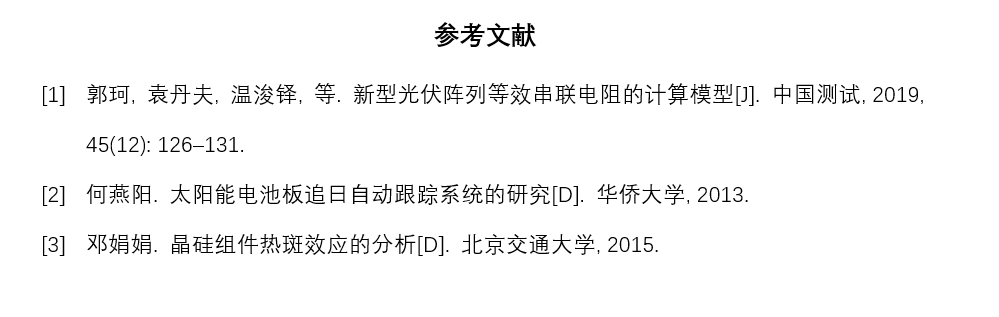 参考文献
[1] 郭珂, 袁丹夫, 温浚铎, 等. 新型光伏阵列等效串联电阻的计算模型[J]. 中国测试, 2019,
45(12): 126–131.
[2] 何燕阳. 太阳能电池板追日自动跟踪系统的研究[D]. 华侨大学, 2013.
[3] 邓娟娟. 晶硅组件热斑效应的分析[D]. 北京交通大学, 2015.